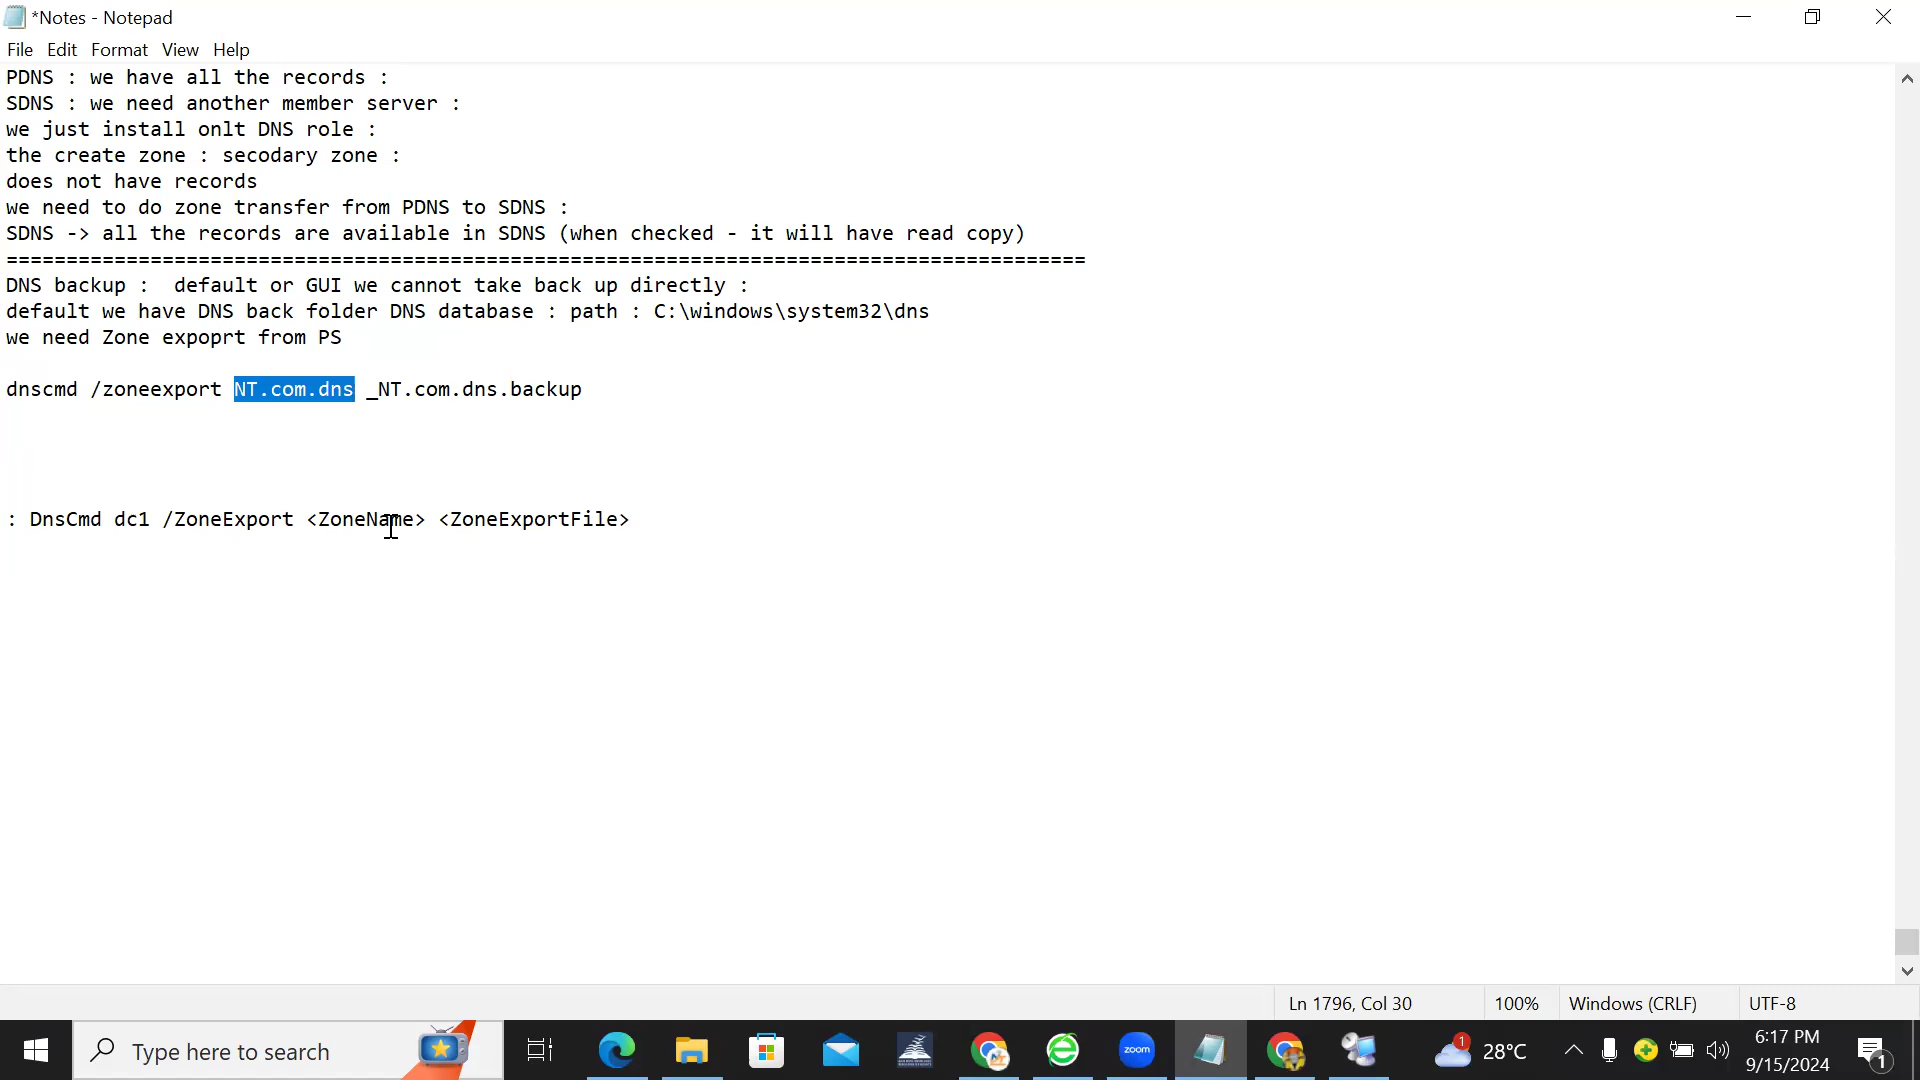 *Notes - Notepad
File Edit Format View Help
PDNS : we have all the records :
SDNS : we need another member server :
we just install onlt DNS role :
the create zone : secodary zone :
does not have records
we need to do zone transfer from PDNS to SDNS :
SDNS -> all the records are available in SDNS (when checked - it will have read copy)
==========================================================================================
DNS backup :  default or GUI we cannot take back up directly :
default we have DNS back folder DNS database : path : C:\windows\system32\dns
we need Zone expoprt from PS
dnscmd /zoneexport NT.com.dns _NT.com.dns.backup
: DnsCmd dc1 /ZoneExport <ZoneName> <ZoneExportFile>
Ln 1796, Col 30 100% Windows (CRLF) UTF-8
Type here to search
zoom
1 28°C
6:17 PM
9/15/2024
1